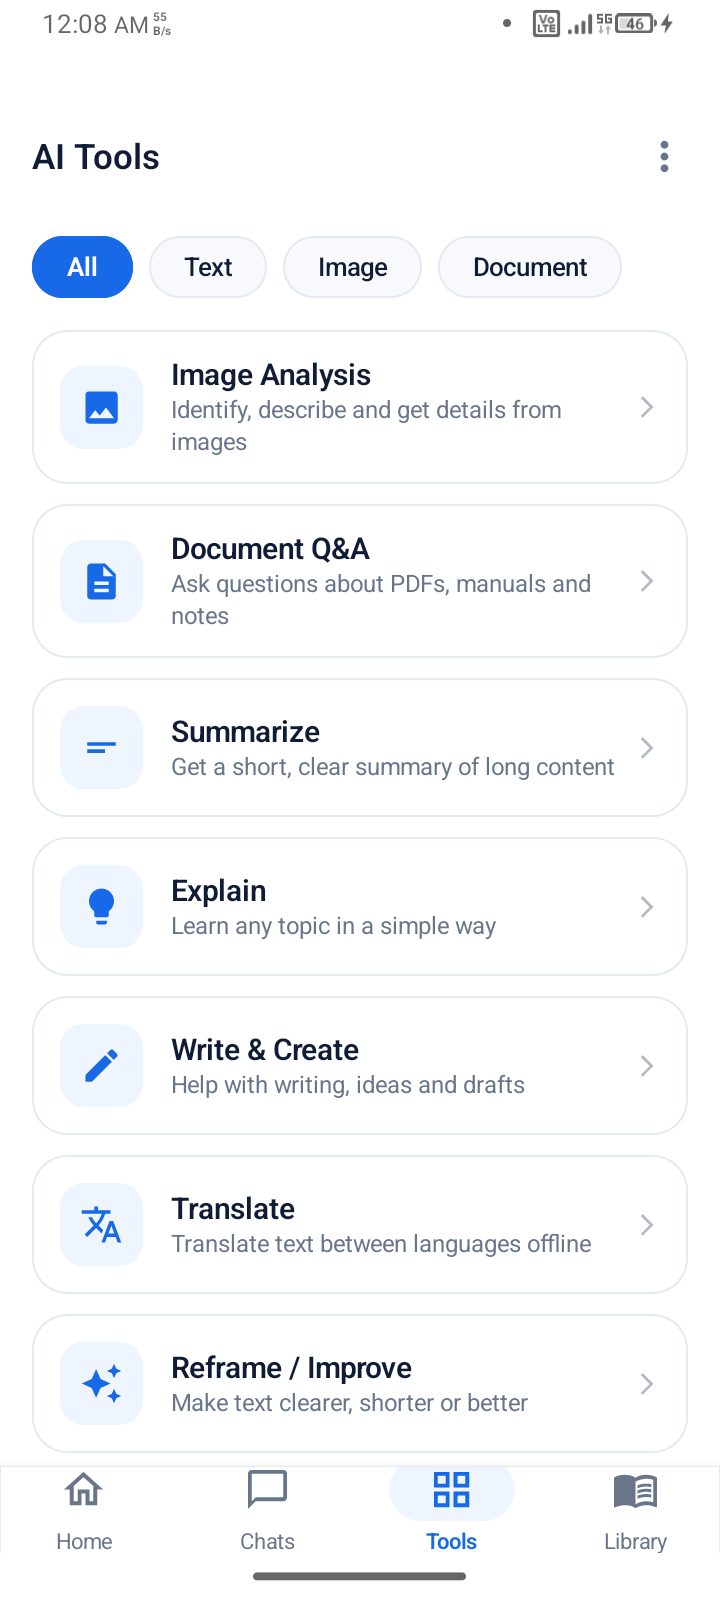 12:08 AM 55 B/s Vo LTE 5G 46
AI Tools
All Text Image Document
Image Analysis
Identify, describe and get details from
images
Document Q&A
Ask questions about PDFs, manuals and
notes
Summarize
Get a short, clear summary of long content
Explain
Learn any topic in a simple way
Write & Create
Help with writing, ideas and drafts
Translate
Translate text between languages offline
Reframe / Improve
Make text clearer, shorter or better
Home Chats Tools Library